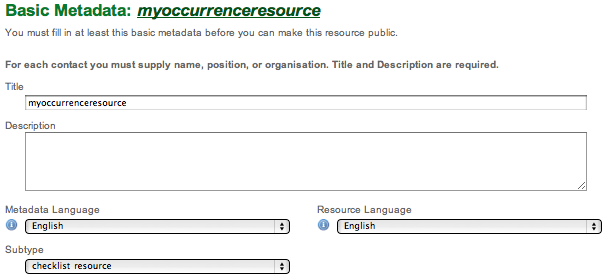 Basic Metadata: myoccurrenceresource
You must fill in at least this basic metadata before you can make this resource public.
For each contact you must supply name, position, or organisation. Title and Description are required.
Title
myoccurrenceresource
Description
Metadata Language
Resource Language
English
English
Subtype
checklist resource